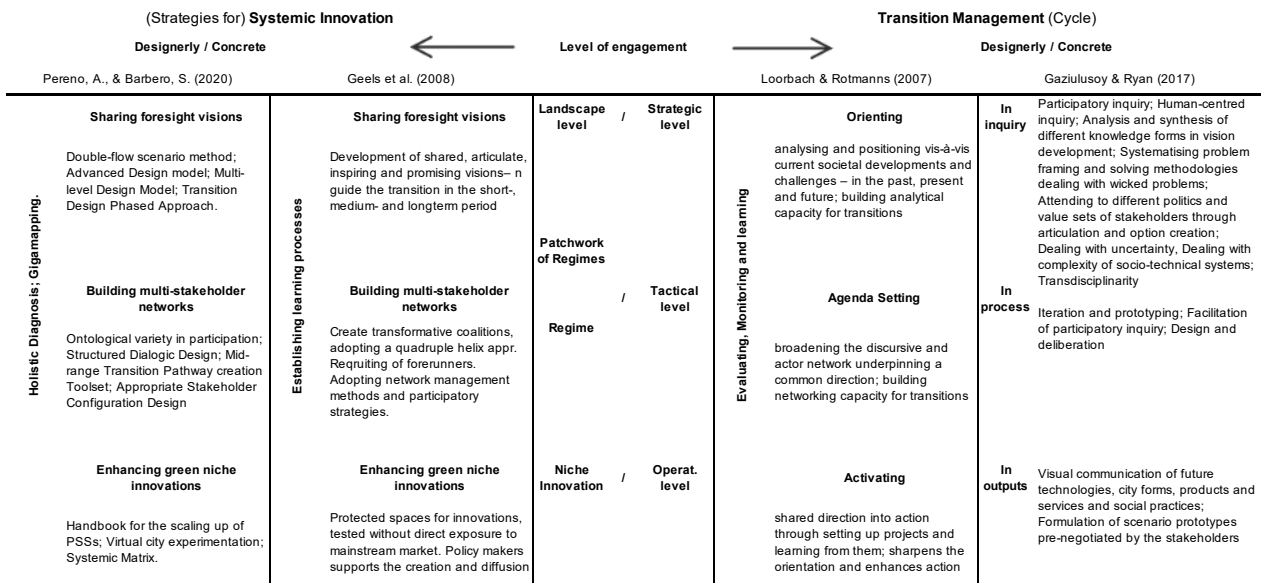 (Strategies for) Systemic Innovation
Transition Management (Cycle)
Designerly / Concrete
Level of engagement
Designerly / Concrete
Pereno, A., & Barbero, S. (2020)
Geels et al. (2008)
Loorbach & Rotmanns (2007)
Gaziulusoy & Ryan (2017)
Holistic Diagnosis; Gigamapping.
Sharing foresight visions
Double-flow scenario method;
Advanced Design model; Multi-
level Design Model; Transition
Design Phased Approach.
Building multi-stakeholder
networks
Ontological variety in participation;
Structured Dialogic Design; Mid-
range Transition Pathway creation
Toolset; Appropriate Stakeholder
Configuration Design
Enhancing green niche
innovations
Handbook for the scaling up of
PSSs; Virtual city experimentation;
Systemic Matrix.
Establishing learning processes
Sharing foresight visions
Development of shared, articulate,
inspiring and promising visions– n
guide the transition in the short-,
medium- and longterm period
Building multi-stakeholder
networks
Create transformative coalitions,
adopting a quadruple helix appr.
Reqruiting of forerunners.
Adopting network management
methods and participatory
strategies.
Enhancing green niche
innovations
Protected spaces for innovations,
tested without direct exposure to
mainstream market. Policy makers
supports the creation and diffusion
Landscape
level
/
Strategic
level
Patchwork
of Regimes
/
Tactical
level
Regime
Niche
Innovation
/
Operat.
level
Evaluating, Monitoring and learning
Orienting
analysing and positioning vis-à-vis
current societal developments and
challenges – in the past, present
and future; building analytical
capacity for transitions
Agenda Setting
broadening the discursive and
actor network underpinning a
common direction; building
networking capacity for transitions
Activating
shared direction into action
through setting up projects and
learning from them; sharpens the
orientation and enhances action
In
inquiry
Participatory inquiry; Human-centred
inquiry; Analysis and synthesis of
different knowledge forms in vision
development; Systematising problem
framing and solving methodologies
dealing with wicked problems;
Attending to different politics and
value sets of stakeholders through
articulation and option creation;
Dealing with uncertainty, Dealing with
complexity of socio-technical systems;
Transdisciplinarity
In
process
Iteration and prototyping; Facilitation
of participatory inquiry; Design and
deliberation
In
outputs
Visual communication of future
technologies, city forms, products and
services and social practices;
Formulation of scenario prototypes
pre-negotiated by the stakeholders